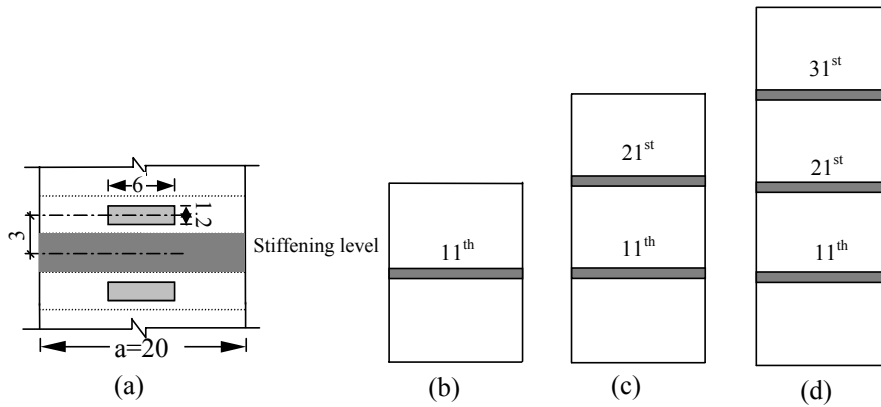 6
1.2
3
Stiffening level
a=20
(a)
11th
(b)
21st
11th
(c)
31st
21st
11th
(d)